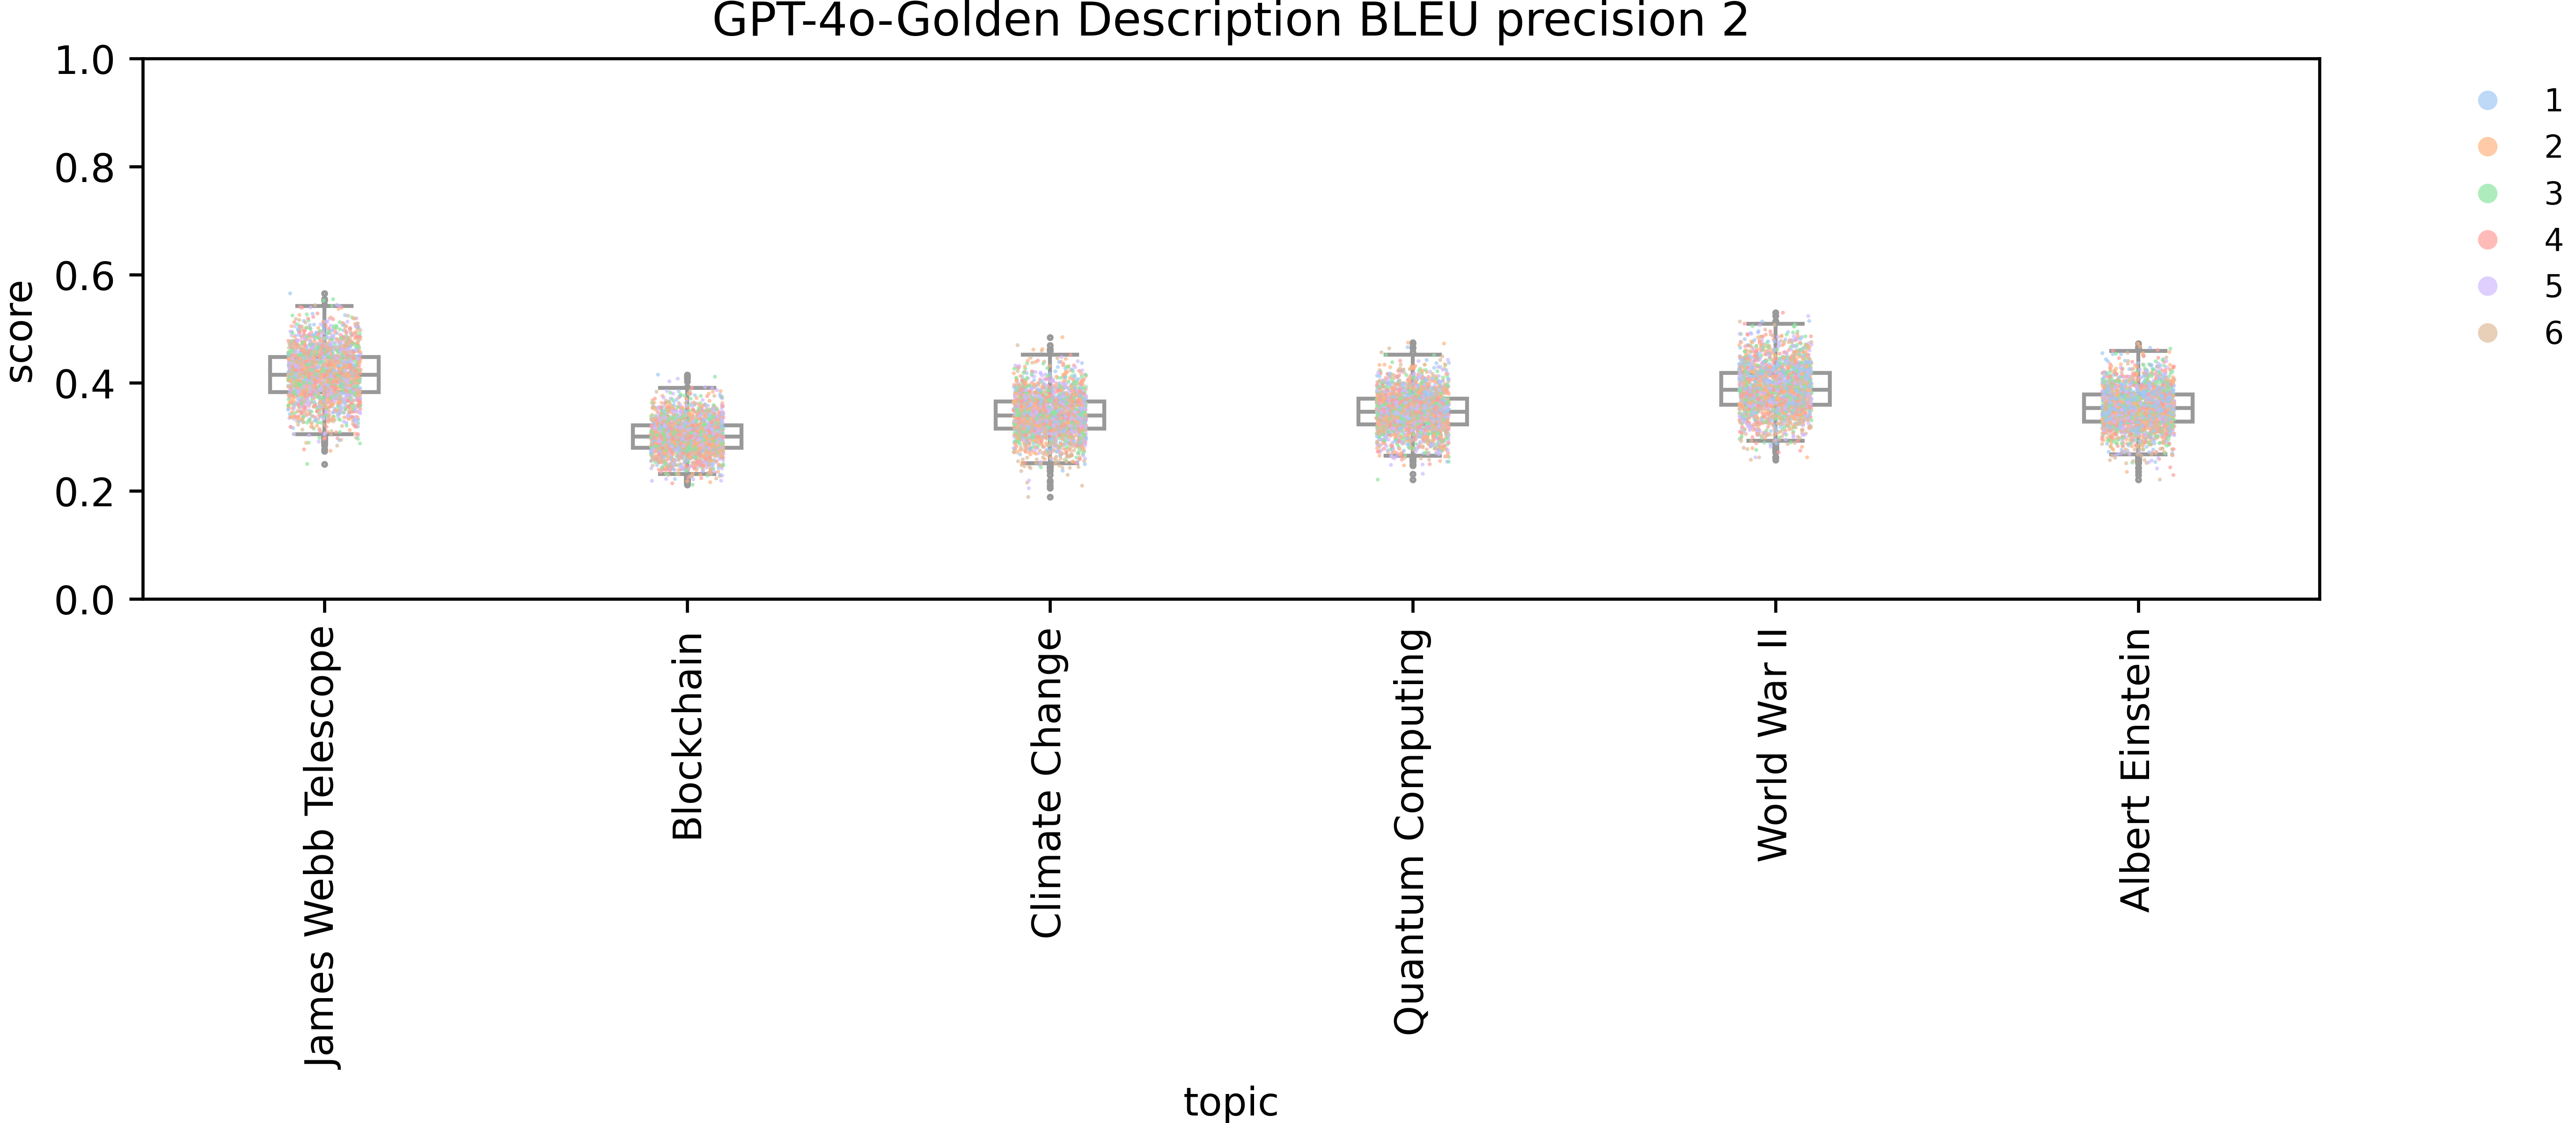 GPT-4o-Golden Description BLEU precision 2
1.0
0.8
0.6
0.4
0.2
0.0
score
James Webb Telescope
Blockchain
Climate Change
Quantum Computing
World War II
Albert Einstein
topic
1
2
3
4
5
6